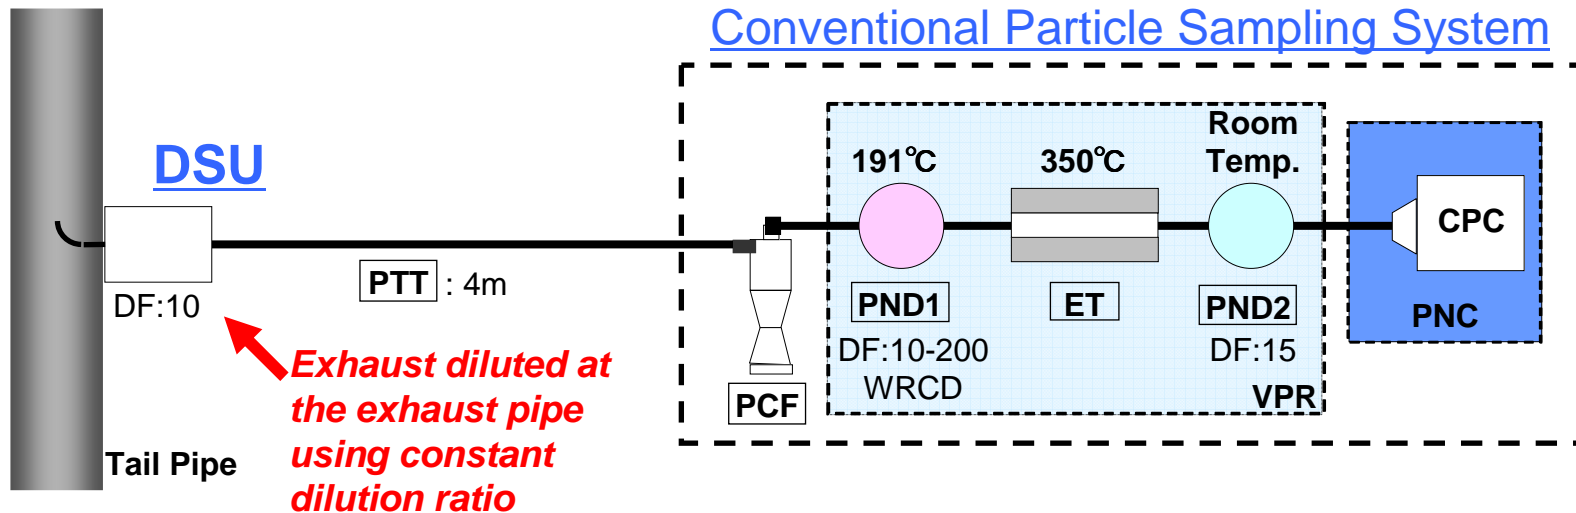 Conventional Particle Sampling System
DSU
DF:10
PTT : 4m
Exhaust diluted at
the exhaust pipe
using constant
dilution ratio
Tail Pipe
PCF
191℃
PND1
DF:10-200
WRCD
350℃
ET
Room
Temp.
PND2
DF:15
VPR
CPC
PNC